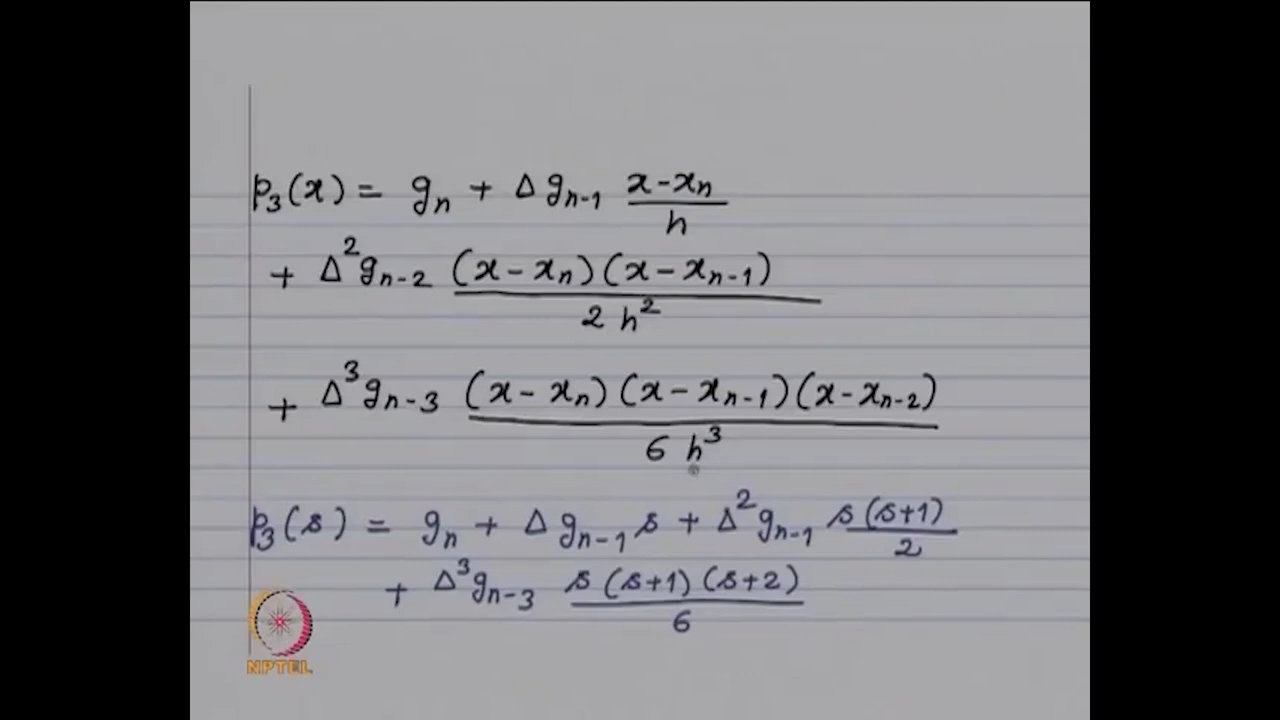 p₃(x) = gₙ + Δgₙ₋₁ (x - xₙ)/h
+ Δ²gₙ₋₂ (x - xₙ)(x - xₙ₋₁)/2h²
+ Δ³gₙ₋₃ (x - xₙ)(x - xₙ₋₁)(x - xₙ₋₂)/6h³
p₃(s) = gₙ + Δgₙ₋₁ s + Δ²gₙ₋₁ s(s+1)/2
+ Δ³gₙ₋₃ s(s+1)(s+2)/6
NPTEL